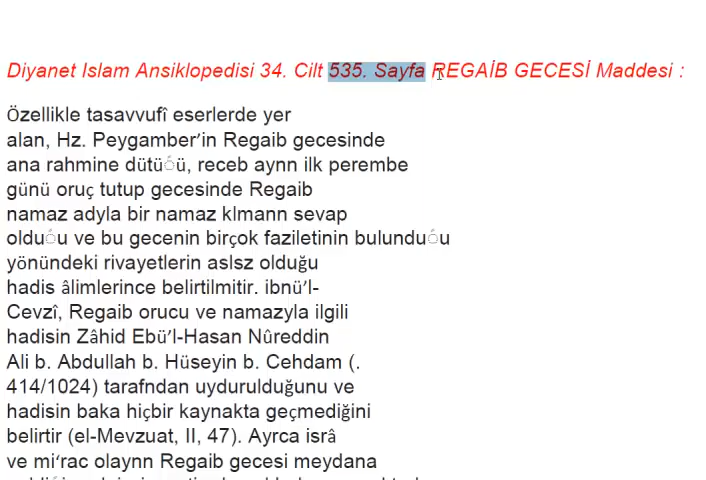 Diyanet Islam Ansiklopedisi 34. Cilt 535. Sayfa REGAİB GECESİ Maddesi :
Özellikle tasavvufî eserlerde yer
alan, Hz. Peygamber’in Regaib gecesinde
ana rahmine dütü ́ü, receb aynn ilk perembe
günü oruç tutup gecesinde Regaib
namaz adyla bir namaz klmann sevap
oldu ́u ve bu gecenin birçok faziletinin bulundu ́u
yönündeki rivayetlerin aslsz olduğu
hadis âlimlerince belirtilmitir. ibnü’l-
Cevzî, Regaib orucu ve namazyla ilgili
hadisin Zâhid Ebü’l-Hasan Nûreddin
Ali b. Abdullah b. Hüseyin b. Cehdam (.
414/1024) tarafndan uydurulduğunu ve
hadisin baka hiçbir kaynakta geçmediğini
belirtir (el-Mevzuat, II, 47). Ayrca isrâ
ve mi’rac olaynn Regaib gecesi meydana